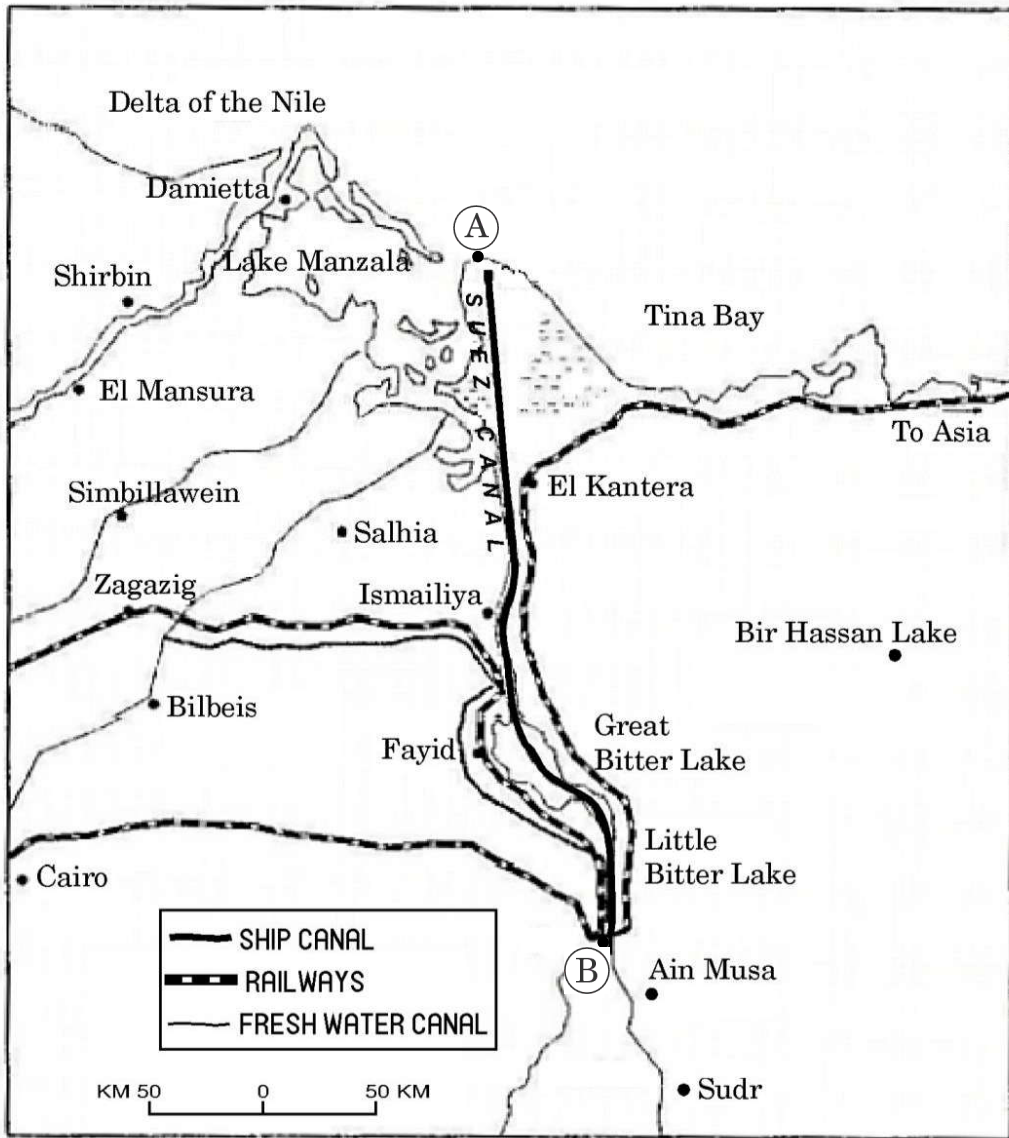 Delta of the Nile
Damietta
A
Lake Manzala
Shirbin
Tina Bay
SUEZ CANAL
El Mansura
To Asia
El Kantera
Simbillawein
Salhia
Zagazig
Ismailiya
Bir Hassan Lake
Bilbeis
Great
Bitter Lake
Fayid
Little
Bitter Lake
Cairo
SHIP CANAL
RAILWAYS
FRESH WATER CANAL
B
Ain Musa
KM 50 0 50 KM
Sudr